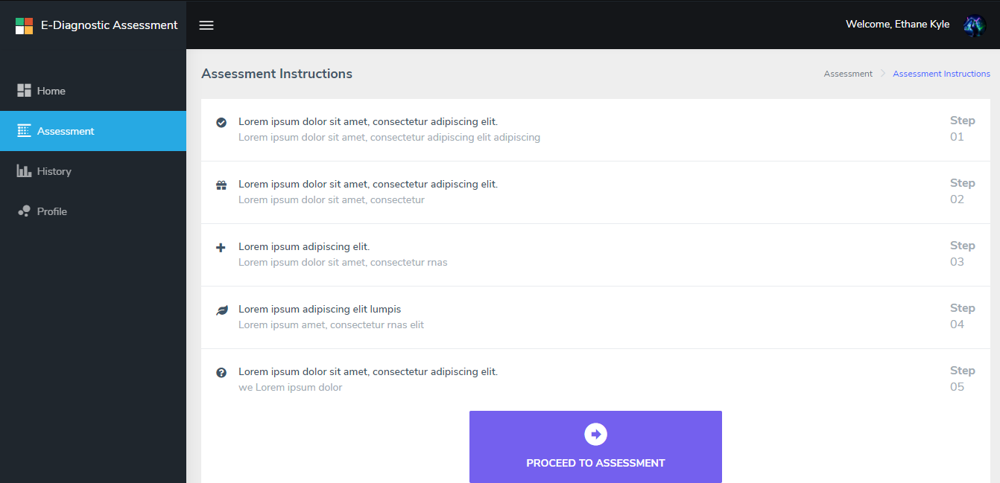 E-Diagnostic Assessment
Welcome, Ethane Kyle
Home
Assessment
History
Profile
Assessment Instructions
Assessment
Assessment Instructions
Lorem ipsum dolor sit amet, consectetur adipiscing elit.
Lorem ipsum dolor sit amet, consectetur adipiscing elit adipiscing
Step
01
Lorem ipsum dolor sit amet, consectetur adipiscing elit.
Lorem ipsum dolor sit amet, consectetur
Step
02
Lorem ipsum adipiscing elit.
Lorem ipsum dolor sit amet, consectetur rnas
Step
03
Lorem ipsum adipiscing elit lumpis
Lorem ipsum amet, consectetur rnas elit
Step
04
Lorem ipsum dolor sit amet, consectetur adipiscing elit.
we Lorem ipsum dolor
Step
05
PROCEED TO ASSESSMENT